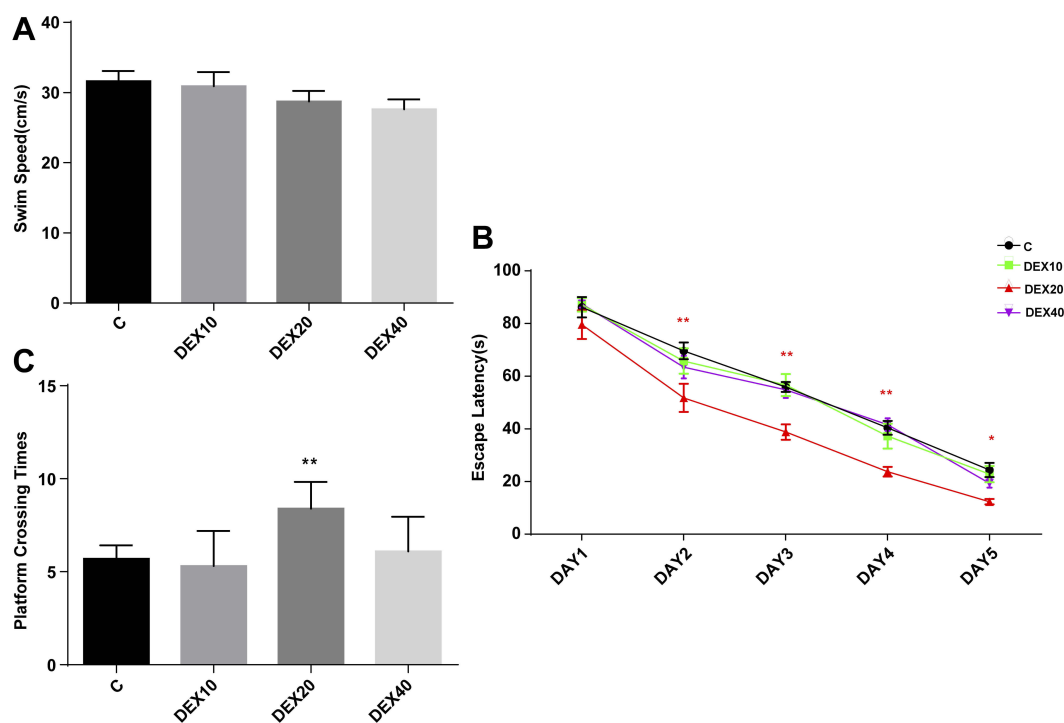 A
Swim Speed(cm/s)
40
30
20
10
0
C
DEX10
DEX20
DEX40
B
C
DEX10
DEX20
DEX40
Escape Latency(s)
100
80
60
40
20
0
**
**
**
*
DAY1
DAY2
DAY3
DAY4
DAY5
C
Platform Crossing Times
15
10
5
0
**
C
DEX10
DEX20
DEX40